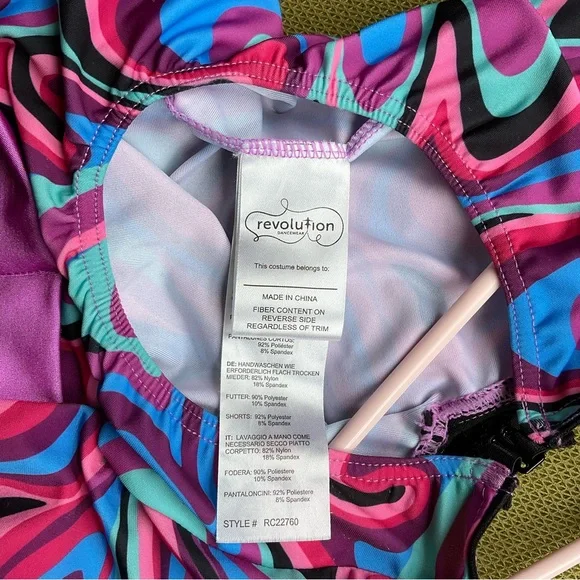 revolution
DANCEWEAR
This costume belongs to:
MADE IN CHINA
FIBER CONTENT ON
REVERSE SIDE
REGARDLESS OF TRIM
PANTALONES CORTOS:
92% Poliéster
8% Spandex
DE: HANDWASCHEN WIE
ERFORDERLICH FLACH TROCKEN
MIEDER: 82% Nylon
18% Spandex
FUTTER: 90% Polyester
10% Spandex
SHORTS: 92% Polyester
8% Spandex
IT: LAVAGGIO A MANO COME
NECESSARIO SECCO PIATTO
CORPETTO: 82% Nylon
18% Spandex
FODERA: 90% Poliestere
10% Spandex
PANTALONCINI: 92% Poliestere
8% Spandex
STYLE # RC22760